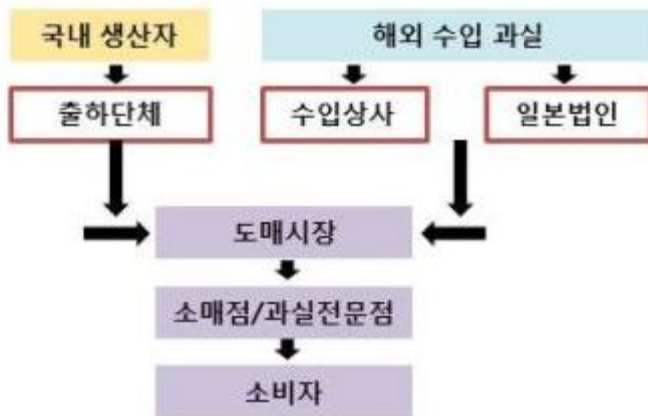 국내 생산자
해외 수입 과실
출하단체
수입상사
일본법인
도매시장
소매점/과실전문점
소비자